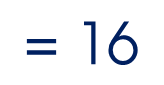 = 16